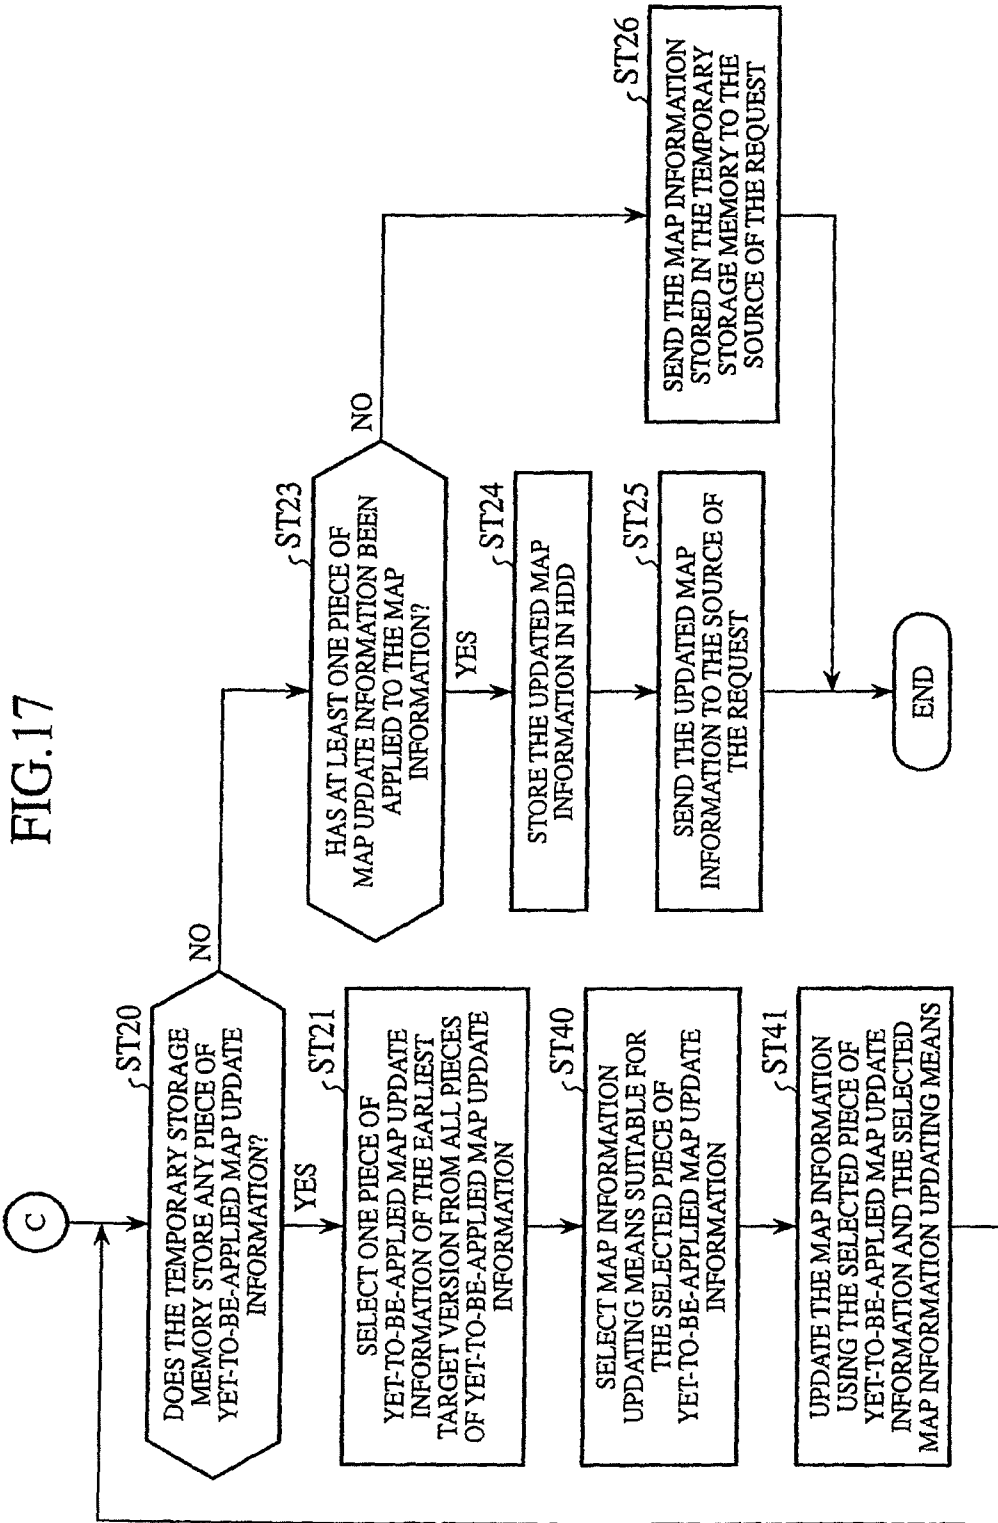 FIG.17
C
ST20
DOES THE TEMPORARY STORAGE
MEMORY STORE ANY PIECE OF
YET-TO-BE-APPLIED MAP UPDATE
INFORMATION?
NO
YES
ST21
SELECT ONE PIECE OF
YET-TO-BE-APPLIED MAP UPDATE
INFORMATION OF THE EARLIEST
TARGET VERSION FROM ALL PIECES
OF YET-TO-BE-APPLIED MAP UPDATE
INFORMATION
ST40
SELECT MAP INFORMATION
UPDATING MEANS SUITABLE FOR
THE SELECTED PIECE OF
YET-TO-BE-APPLIED MAP UPDATE
INFORMATION
ST41
UPDATE THE MAP INFORMATION
USING THE SELECTED PIECE OF
YET-TO-BE-APPLIED MAP UPDATE
INFORMATION AND THE SELECTED
MAP INFORMATION UPDATING MEANS
ST23
HAS AT LEAST ONE PIECE OF
MAP UPDATE INFORMATION BEEN
APPLIED TO THE MAP
INFORMATION?
NO
YES
ST24
STORE THE UPDATED MAP
INFORMATION IN HDD
ST25
SEND THE UPDATED MAP
INFORMATION TO THE SOURCE OF
THE REQUEST
ST26
SEND THE MAP INFORMATION
STORED IN THE TEMPORARY
STORAGE MEMORY TO THE
SOURCE OF THE REQUEST
END